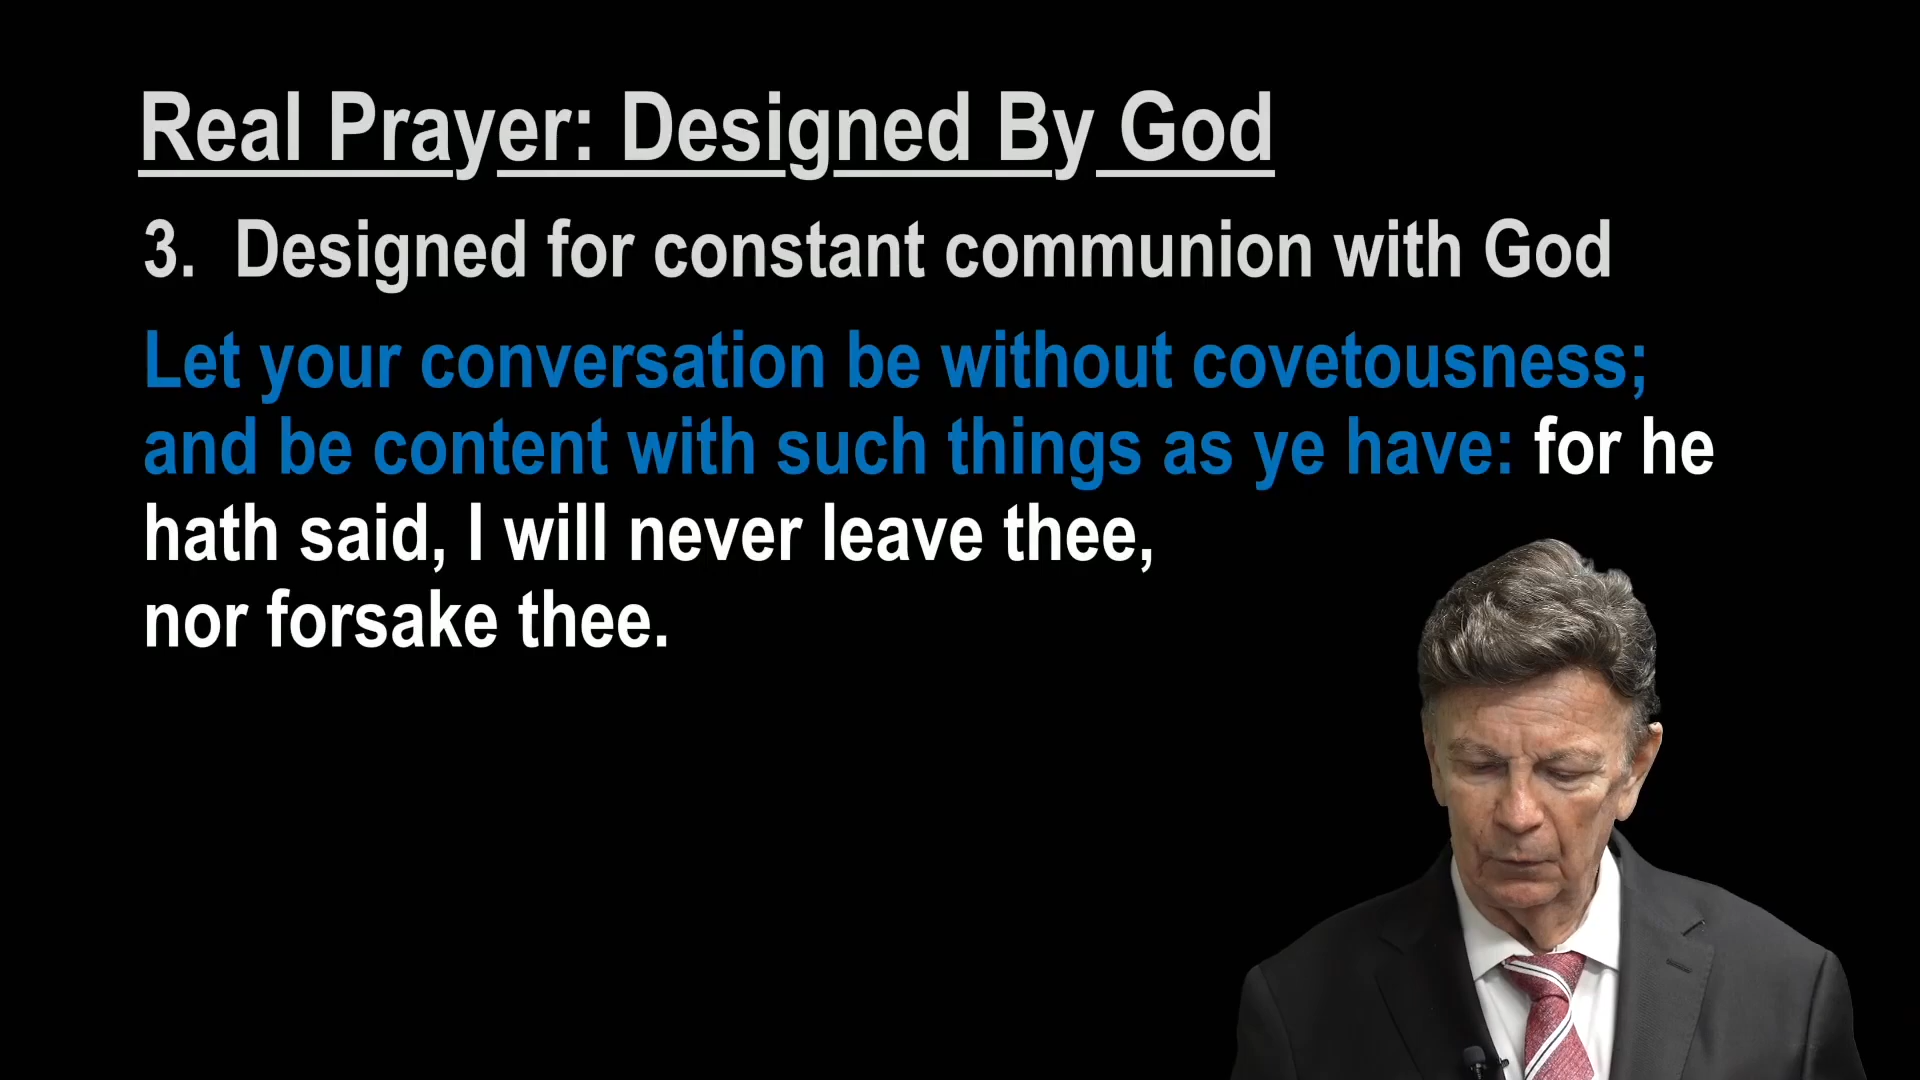 Real Prayer: Designed By God
3. Designed for constant communion with God
Let your conversation be without covetousness;
and be content with such things as ye have: for he
hath said, I will never leave thee,
nor forsake thee.